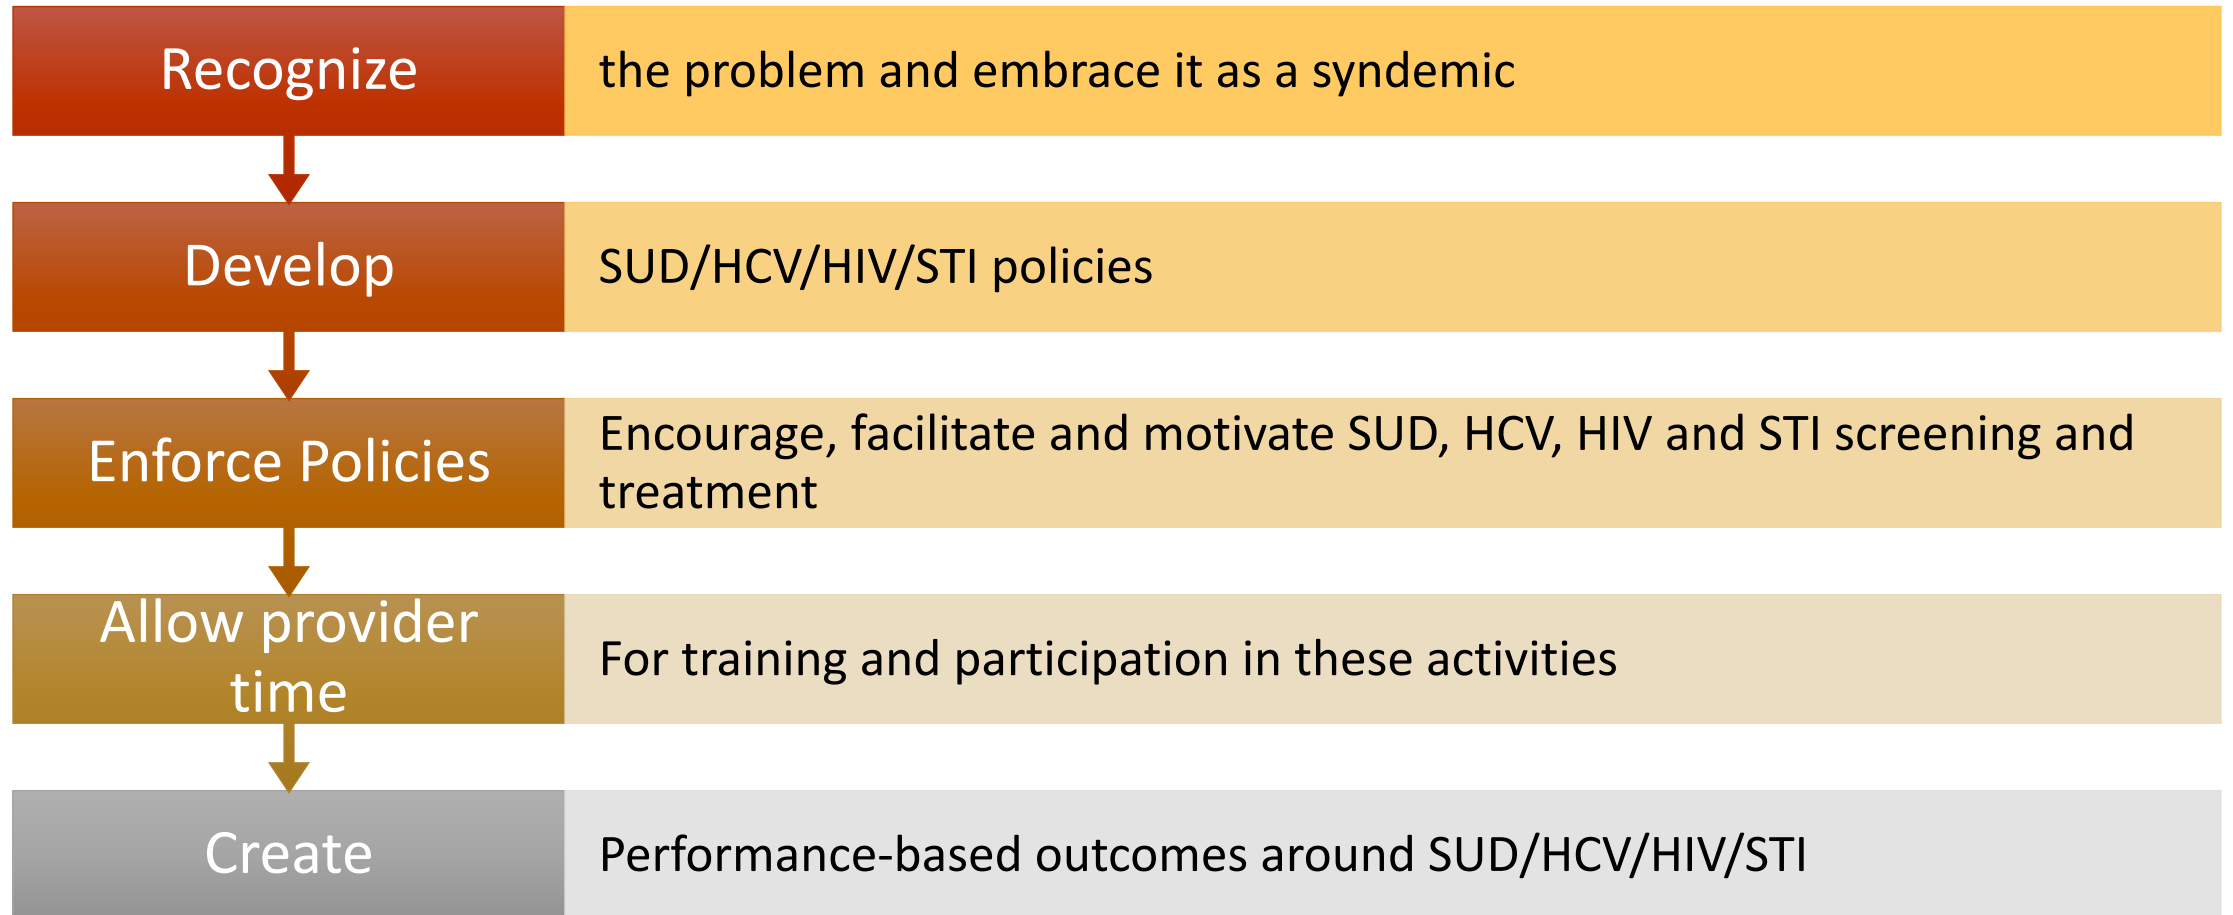 Recognize
the problem and embrace it as a syndemic
Develop
SUD/HCV/HIV/STI policies
Enforce Policies
Encourage, facilitate and motivate SUD, HCV, HIV and STI screening and
treatment
Allow provider
time
For training and participation in these activities
Create
Performance-based outcomes around SUD/HCV/HIV/STI